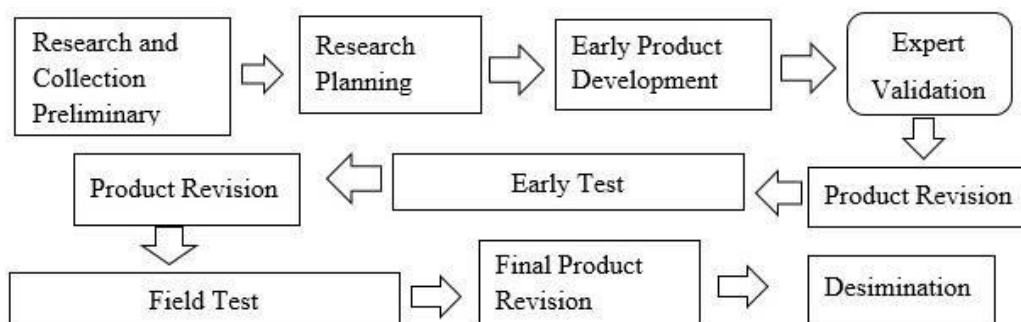 Research and
Collection
Preliminary
Research
Planning
Early Product
Development
Expert
Validation
Product Revision
Early Test
Product Revision
Field Test
Final Product
Revision
Desimination